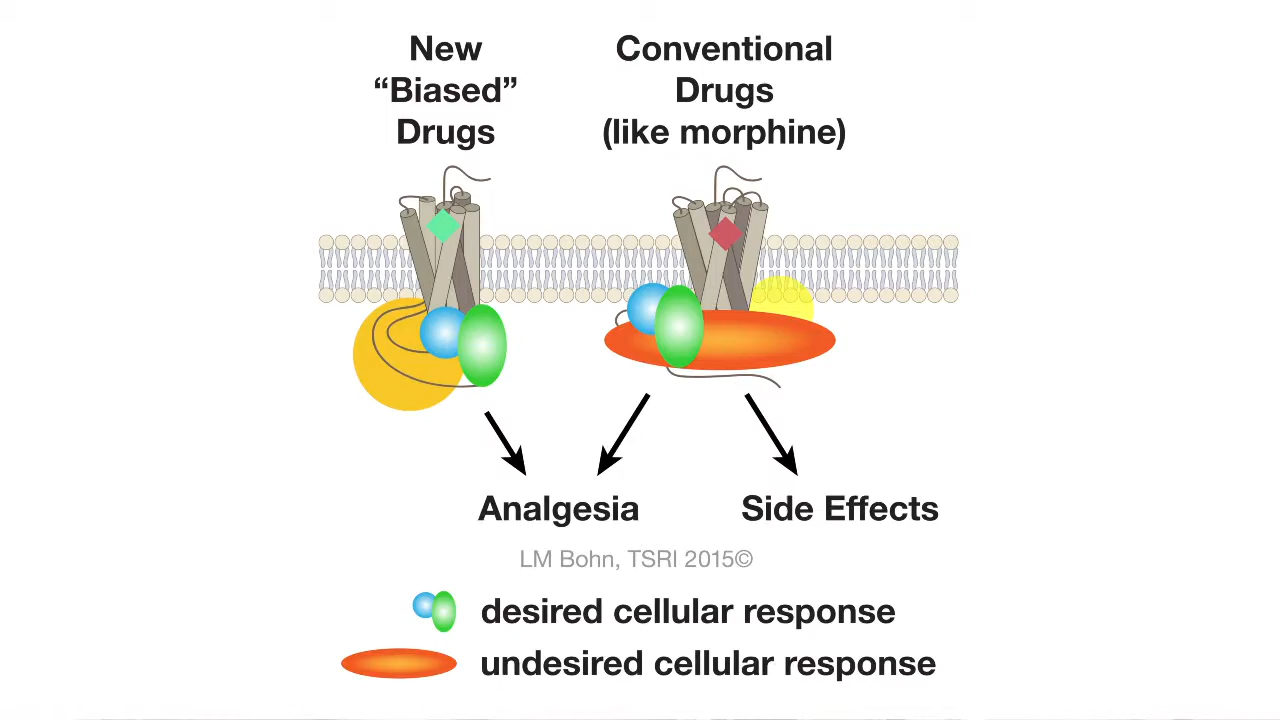 New
“Biased”
Drugs
Conventional
Drugs
(like morphine)
Analgesia
Side Effects
LM Bohn, TSRI 2015©
desired cellular response
undesired cellular response